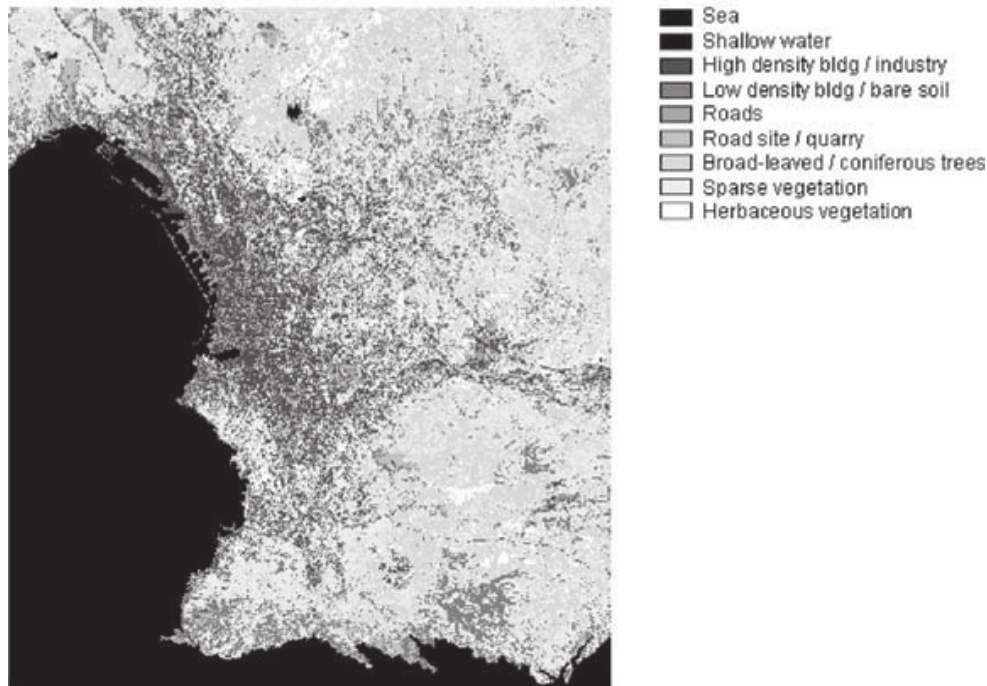 Sea
Shallow water
High density bldg / industry
Low density bldg / bare soil
Roads
Road site / quarry
Broad-leaved / coniferous trees
Sparse vegetation
Herbaceous vegetation